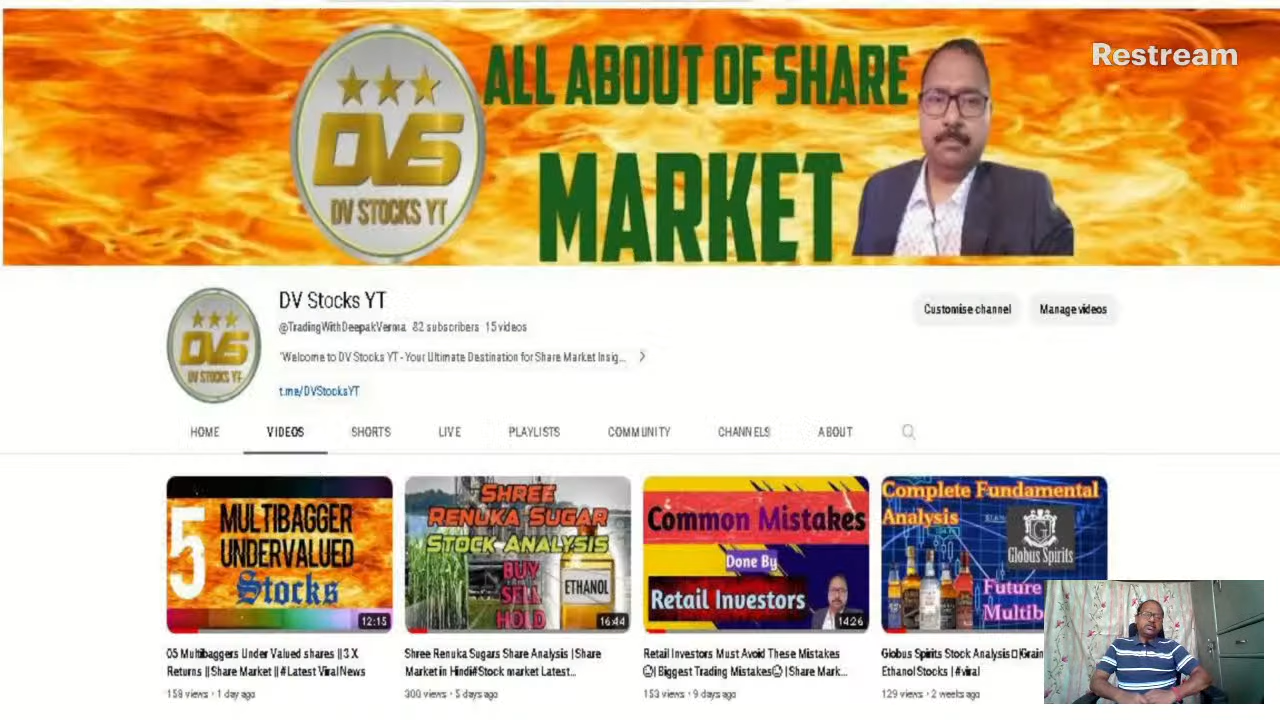 Restream
ALL ABOUT OF SHARE
MARKET
DVS
DV STOCKS YT
DV Stocks YT
@TradingWithDeepakVerma 82 subscribers 15 videos
"Welcome to DV Stocks YT - Your Ultimate Destination for Share Market Insig...
t.me/DVStocksYT
Customise channel
Manage videos
DVS
DV STOCKS YT
HOME VIDEOS SHORTS LIVE PLAYLISTS COMMUNITY CHANNELS ABOUT
5 MULTIBAGGER
UNDERVALUED
Stocks
12:15
SHREE
RENUKA SUGAR
STOCK ANALYSIS
BUY
SELL
HOLD
ETHANOL
16:44
Common Mistakes
Done By
Retail Investors
14:26
Complete Fundamental
Analysis
G
Globus Spirits
Future
Multib
05 Multibaggers Under Valued shares || 3 X
Returns || Share Market || #Latest Viral News
158 views • 1 day ago
Shree Renuka Sugars Share Analysis | Share
Market in Hindi#Stock market Latest...
300 views • 5 days ago
Retail Investors Must Avoid These Mistakes
| Biggest Trading Mistakes | Share Mark...
153 views • 9 days ago
Globus Spirits Stock Analysis | Grain
Ethanol Stocks | #viral
129 views • 2 weeks ago